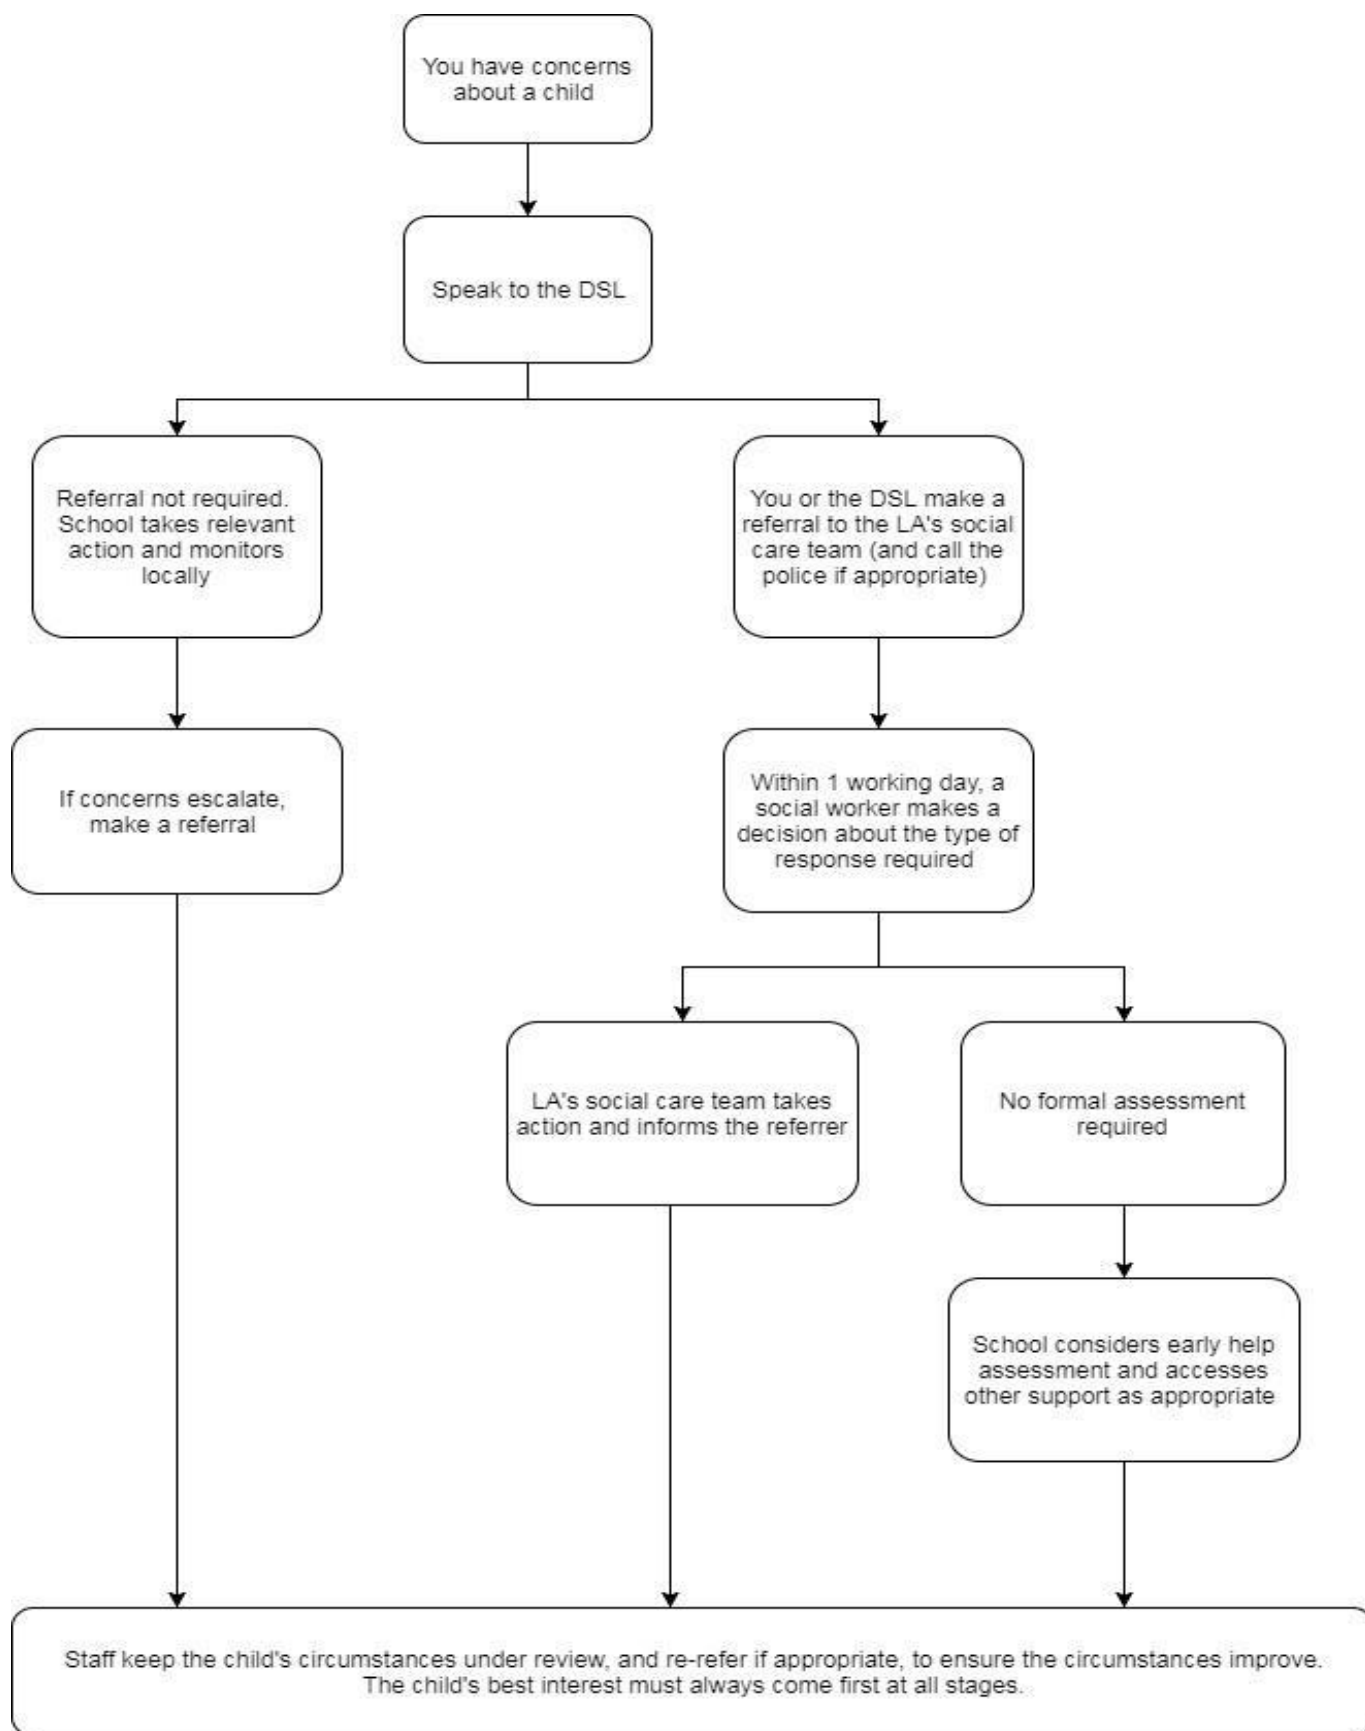 You have concerns
about a child
Speak to the DSL
Referral not required.
School takes relevant
action and monitors
locally
You or the DSL make a
referral to the LA's social
care team (and call the
police if appropriate)
If concerns escalate,
make a referral
Within 1 working day, a
social worker makes a
decision about the type of
response required
LA's social care team takes
action and informs the referrer
No formal assessment
required
School considers early help
assessment and accesses
other support as appropriate
Staff keep the child's circumstances under review, and re-refer if appropriate, to ensure the circumstances improve.
The child's best interest must always come first at all stages.